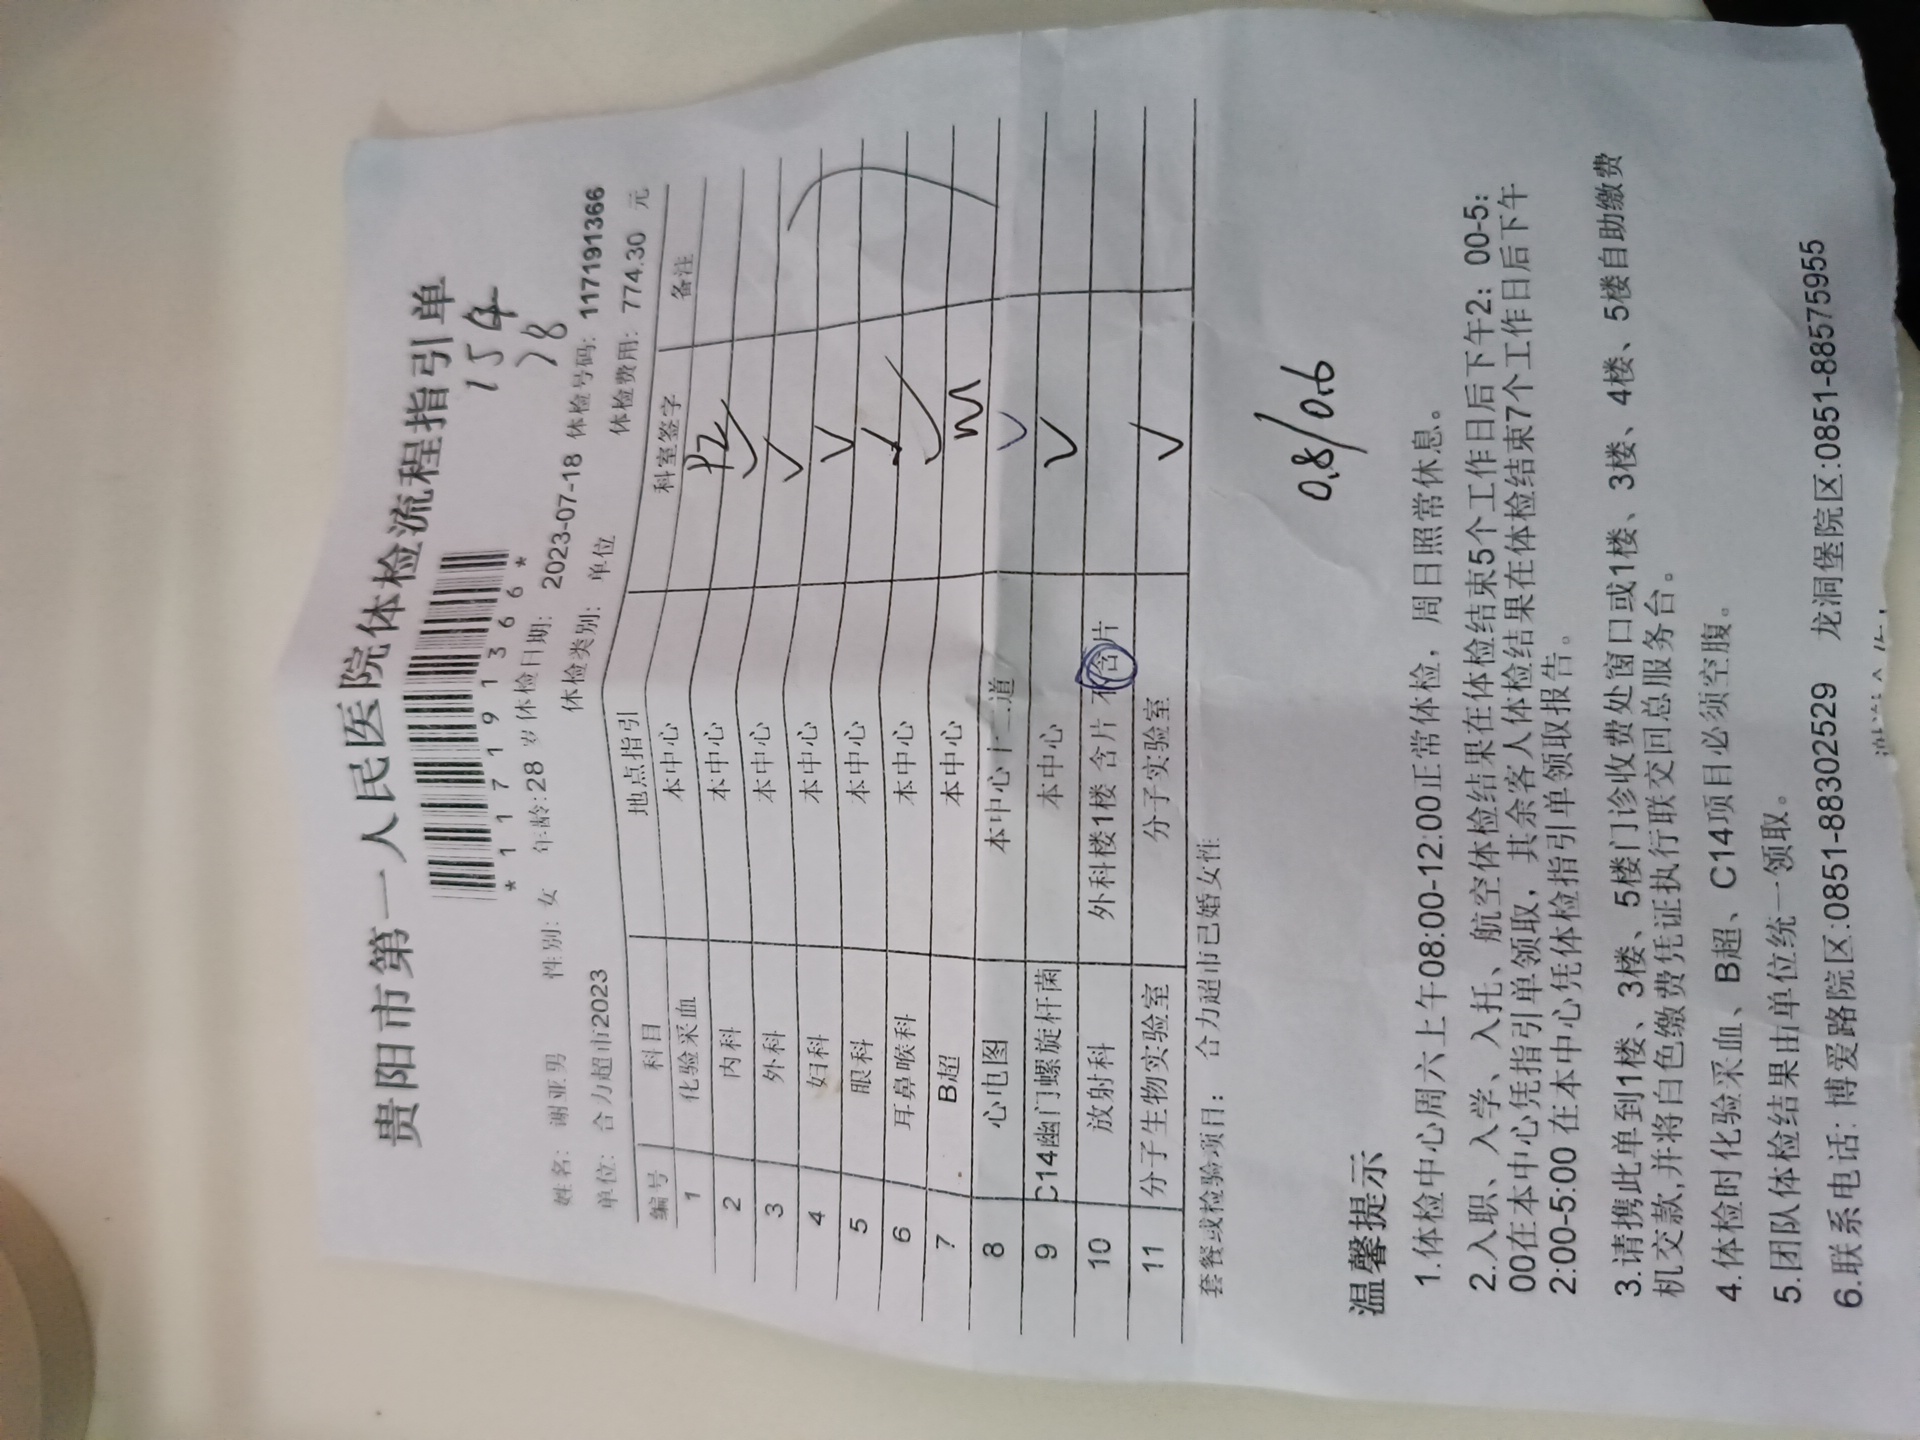 贵阳市第一人民医院体检流程指引单
*117191366*
154
78
姓名: 谢亚男 性别: 女 年龄:28 岁 体检日期: 2023-07-18 体检号码: 117191366
单位: 合力超市2023 体检类别: 单位 体检费用: 774.30 元
编号 科目 地点指引 科室签字 备注
1 化验采血 本中心
2 内科 本中心 ✓
3 外科 本中心 ✓
4 妇科 本中心 ✓
5 眼科 本中心 ✓
6 耳鼻喉科 本中心 ✓
7 B超 本中心
8 心电图 本中心十二道 ✓
9 C14幽门螺旋杆菌 本中心 ✓
10 放射科 外科楼1楼 含片 不含片
11 分子生物实验室 分子实验室 ✓
套餐或检验项目: 合力超市已婚女性
0.8/0.6
温馨提示
1.体检中心周六上午08:00-12:00正常体检，周日照常休息。
2.入职、入学、入托、航空体检结果在体检结束5个工作日后下午2：00-5：
00在本中心凭指引单领取，其余客人体检结果在体检结束7个工作日后下午
2:00-5:00 在本中心凭体检指引单领取报告。
3.请携此单到1楼、3楼、5楼门诊收费处窗口或1楼、3楼、4楼、5楼自助缴费
机交款,并将白色缴费凭证执行联交回总服务台。
4.体检时化验采血、B超、C14项目必须空腹。
5.团队体检结果由单位统一领取。
6.联系电话: 博爱路院区:0851-88302529 龙洞堡院区:0851-88575955